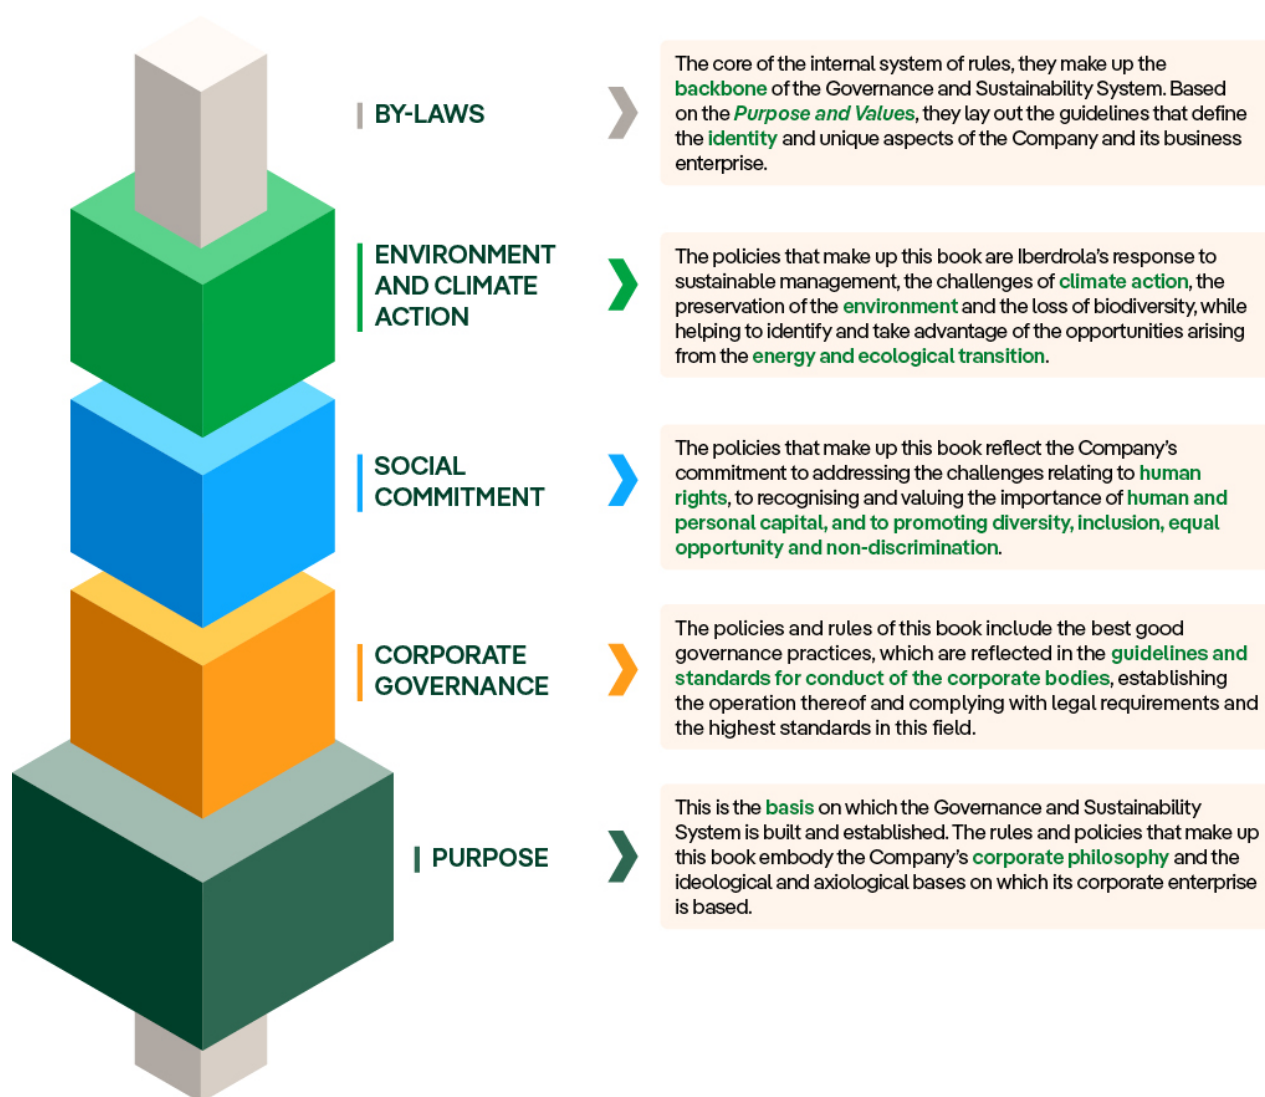 BY-LAWS
The core of the internal system of rules, they make up the
backbone of the Governance and Sustainability System. Based
on the Purpose and Values, they lay out the guidelines that define
the identity and unique aspects of the Company and its business
enterprise.
ENVIRONMENT
AND CLIMATE
ACTION
The policies that make up this book are Iberdrola's response to
sustainable management, the challenges of climate action, the
preservation of the environment and the loss of biodiversity, while
helping to identify and take advantage of the opportunities arising
from the energy and ecological transition.
SOCIAL
COMMITMENT
The policies that make up this book reflect the Company's
commitment to addressing the challenges relating to human
rights, to recognising and valuing the importance of human and
personal capital, and to promoting diversity, inclusion, equal
opportunity and non-discrimination.
CORPORATE
GOVERNANCE
The policies and rules of this book include the best good
governance practices, which are reflected in the guidelines and
standards for conduct of the corporate bodies, establishing
the operation thereof and complying with legal requirements and
the highest standards in this field.
PURPOSE
This is the basis on which the Governance and Sustainability
System is built and established. The rules and policies that make up
this book embody the Company's corporate philosophy and the
ideological and axiological bases on which its corporate enterprise
is based.